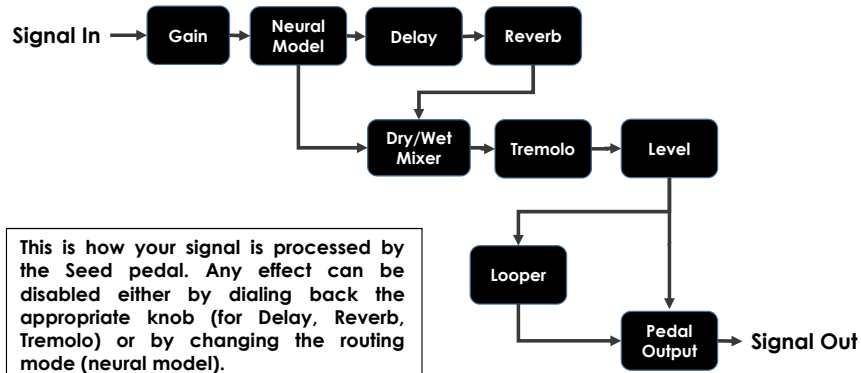 Signal In
Gain
Neural
Model
Delay
Reverb
Dry/Wet
Mixer
Tremolo
Level
This is how your signal is processed by
the Seed pedal. Any effect can be
disabled either by dialing back the
appropriate knob (for Delay, Reverb,
Tremolo) or by changing the routing
mode (neural model).
Looper
Pedal
Output
Signal Out